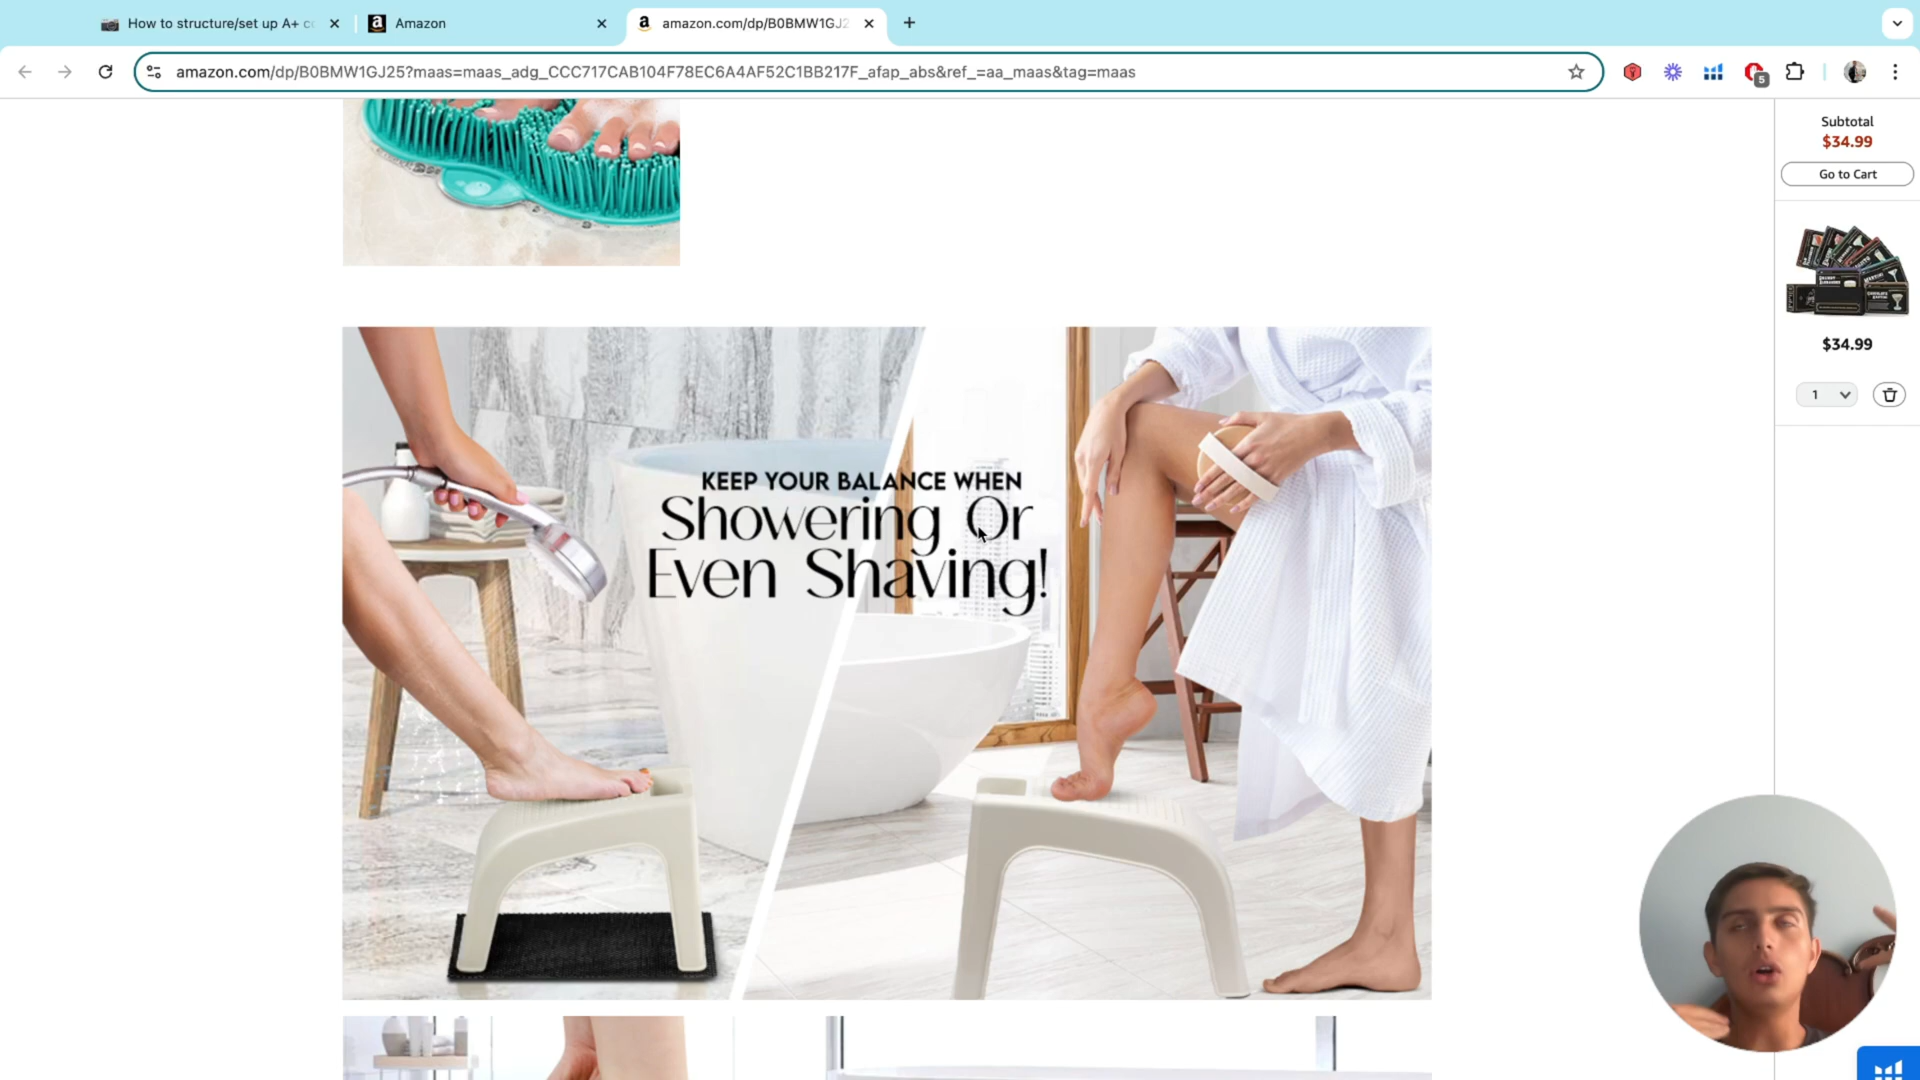 How to structure/set up A+ c
Amazon
amazon.com/dp/B0BMW1GJ2
amazon.com/dp/B0BMW1GJ25?maas=maas_adg_CCC717CAB104F78EC6A4AF52C1BB217F_afap_abs&ref_=aa_maas&tag=maas
5
Subtotal
$34.99
Go to Cart
$34.99
1
KEEP YOUR BALANCE WHEN
Showering Or
Even Shaving!